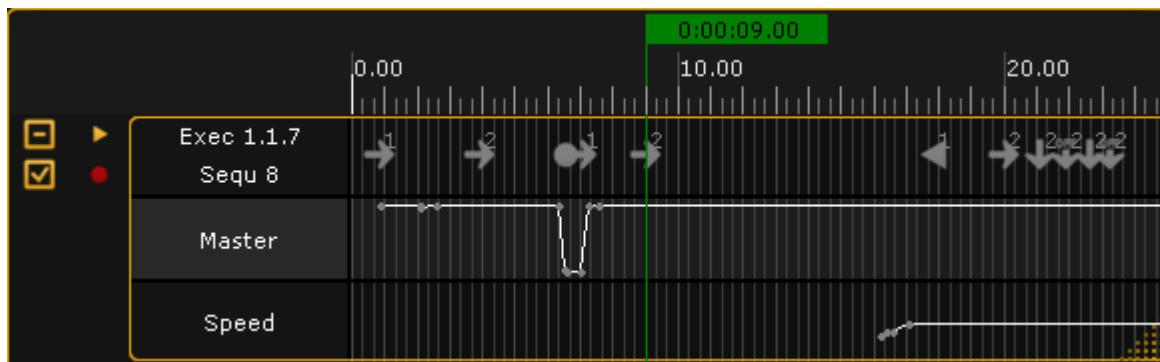 0:00:09.00
0.00 10.00 20.00
Exec 1.1.7
Sequ 8
1 2 1 2 1 2 2 2 2 2
Master
Speed